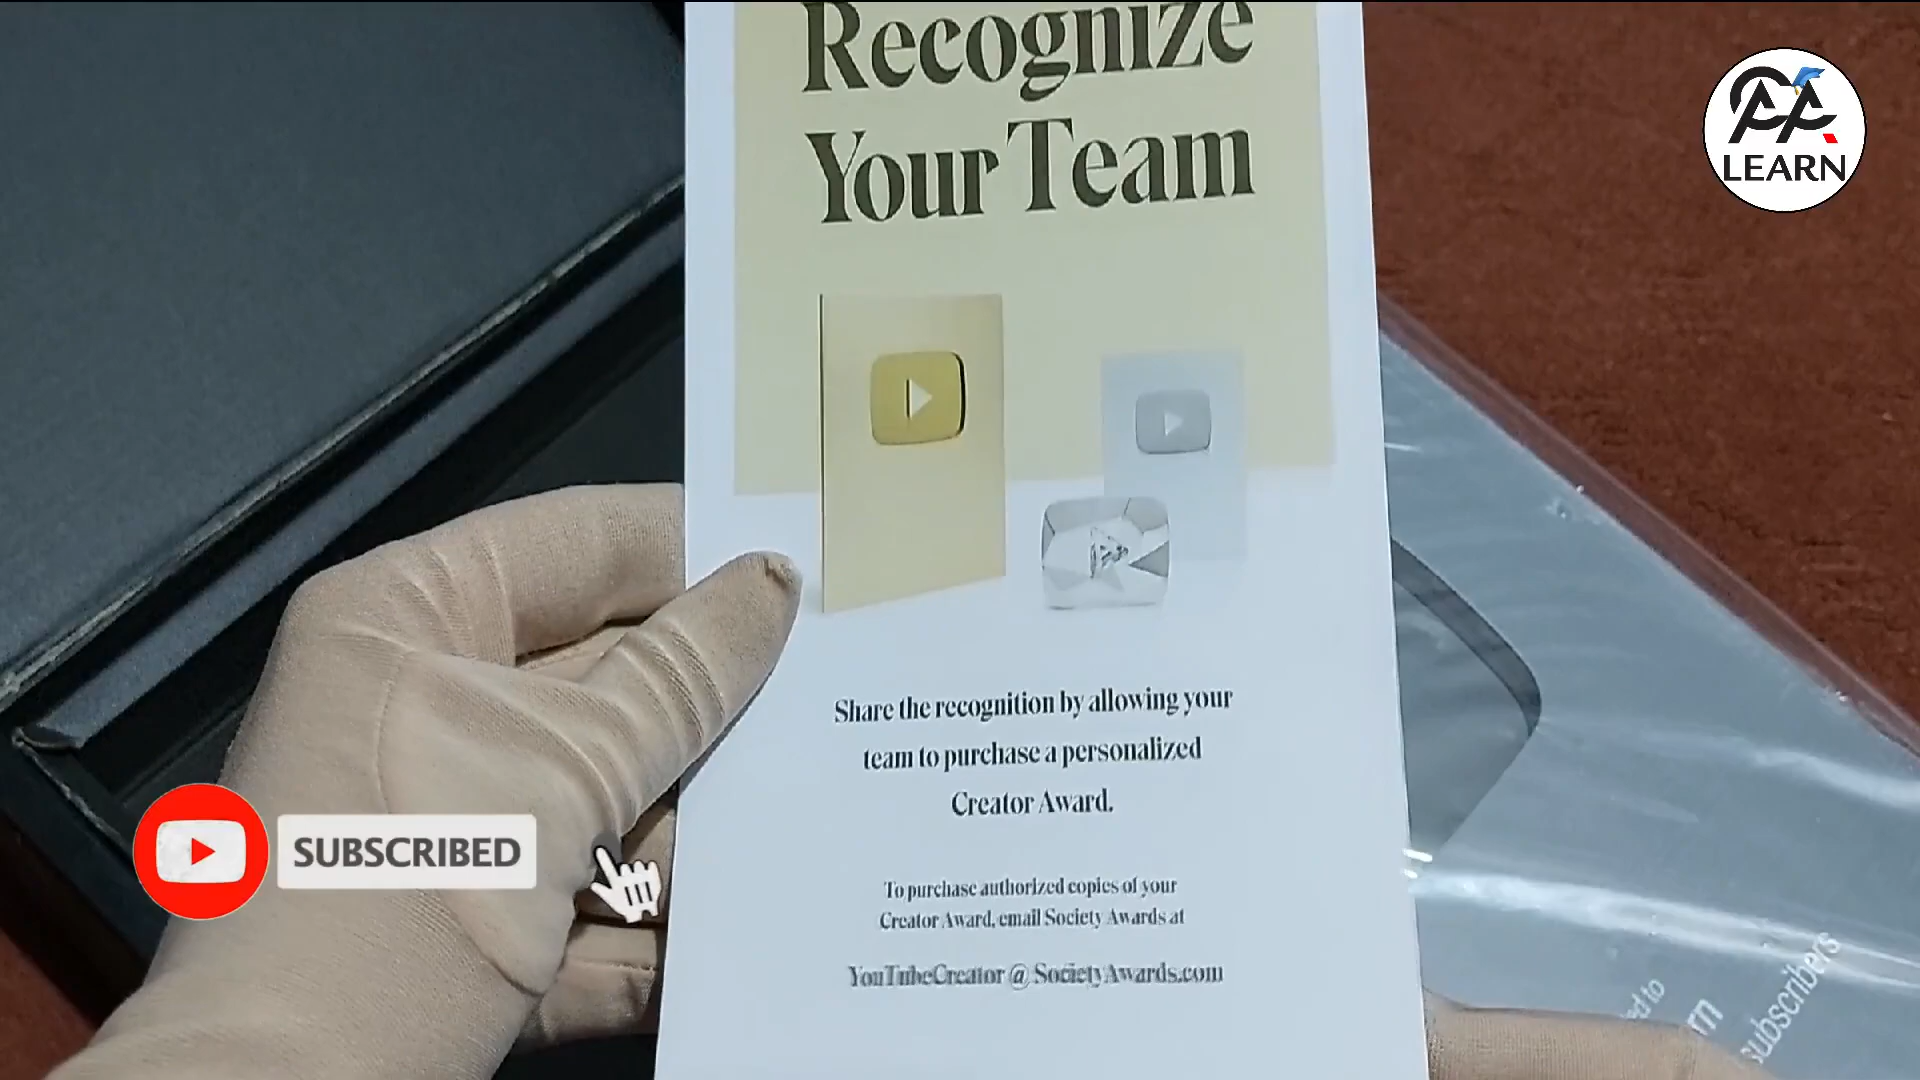 Recognize
Your Team
LEARN
Share the recognition by allowing your
team to purchase a personalized
Creator Award.
To purchase authorized copies of your
Creator Award, email Society Awards at
YouTubeCreator @ SocietyAwards.com
SUBSCRIBED
subscribers